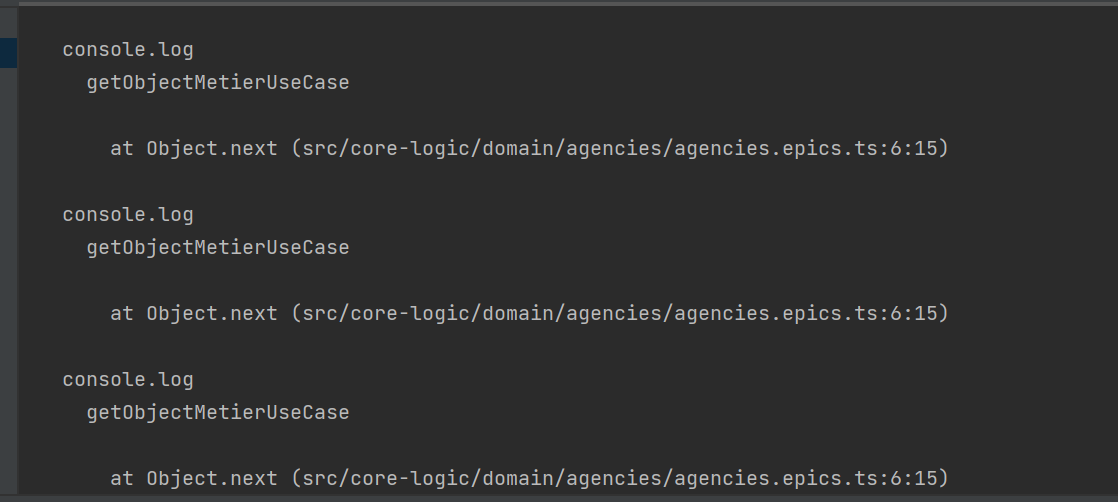 console.log
getObjectMetierUseCase
at Object.next (src/core-logic/domain/agencies/agencies.epics.ts:6:15)
console.log
getObjectMetierUseCase
at Object.next (src/core-logic/domain/agencies/agencies.epics.ts:6:15)
console.log
getObjectMetierUseCase
at Object.next (src/core-logic/domain/agencies/agencies.epics.ts:6:15)